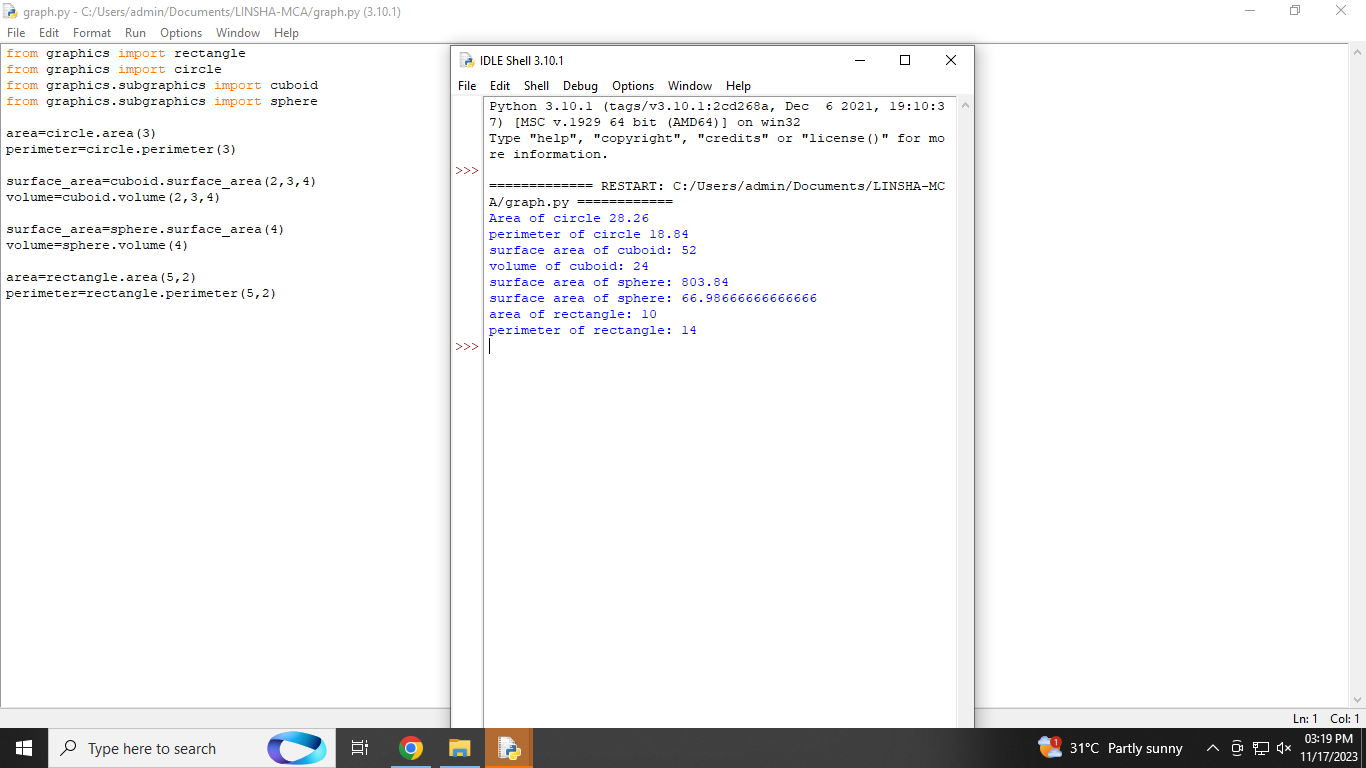 graph.py - C:/Users/admin/Documents/LINSHA-MCA/graph.py (3.10.1)
File Edit Format Run Options Window Help
from graphics import rectangle
from graphics import circle
from graphics.subgraphics import cuboid
from graphics.subgraphics import sphere
area=circle.area(3)
perimeter=circle.perimeter(3)
surface_area=cuboid.surface_area(2,3,4)
volume=cuboid.volume(2,3,4)
surface_area=sphere.surface_area(4)
volume=sphere.volume(4)
area=rectangle.area(5,2)
perimeter=rectangle.perimeter(5,2)
IDLE Shell 3.10.1
File Edit Shell Debug Options Window Help
Python 3.10.1 (tags/v3.10.1:2cd268a, Dec  6 2021, 19:10:3
7) [MSC v.1929 64 bit (AMD64)] on win32
Type "help", "copyright", "credits" or "license()" for mo
re information.
>>>
============= RESTART: C:/Users/admin/Documents/LINSHA-MC
A/graph.py ============
Area of circle 28.26
perimeter of circle 18.84
surface area of cuboid: 52
volume of cuboid: 24
surface area of sphere: 803.84
surface area of sphere: 66.98666666666666
area of rectangle: 10
perimeter of rectangle: 14
>>>
Ln: 1 Col: 1
Type here to search
1
31°C Partly sunny
03:19 PM
11/17/2023